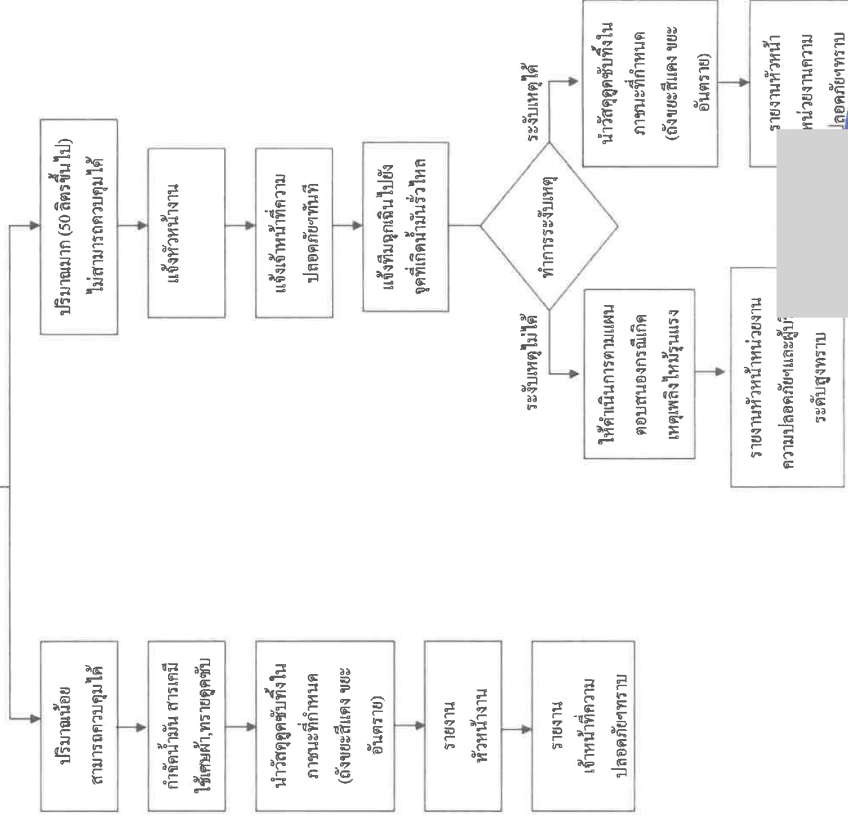 ปริมาณน้อย
สามารถควบคุมได้
กำจัดน้ำมัน สารเคมี
ใช้เศษผ้า,ทรายดูดซับ
นำวัสดุดูดซับทิ้งใน
ภาชนะที่กำหนด
(ถังขยะสีแดง ขยะ
อันตราย)
รายงาน
หัวหน้างาน
รายงาน
เจ้าหน้าที่ความ
ปลอดภัยฯทราบ
ปริมาณมาก (50 ลิตรขึ้นไป)
ไม่สามารถควบคุมได้
แจ้งหัวหน้างาน
แจ้งเจ้าหน้าที่ความ
ปลอดภัยฯทันที
แจ้งทีมฉุกเฉินไปยัง
จุดที่เกิดน้ำมันรั่วไหล
ทำการระงับเหตุ
ระงับเหตุไม่ได้
ให้ดำเนินการตามแผน
ตอบสนองกรณีเกิด
เหตุเพลิงไหม้รุนแรง
รายงานหัวหน้าหน่วยงาน
ความปลอดภัยฯและ
ระดับสูงทราบ
ระงับเหตุได้
นำวัสดุดูดซับทิ้งใน
ภาชนะที่กำหนด
(ถังขยะสีแดง ขยะ
อันตราย)
รายงานหัวหน้า
หน่วยงานความ
ปลอดภัยฯทราบ